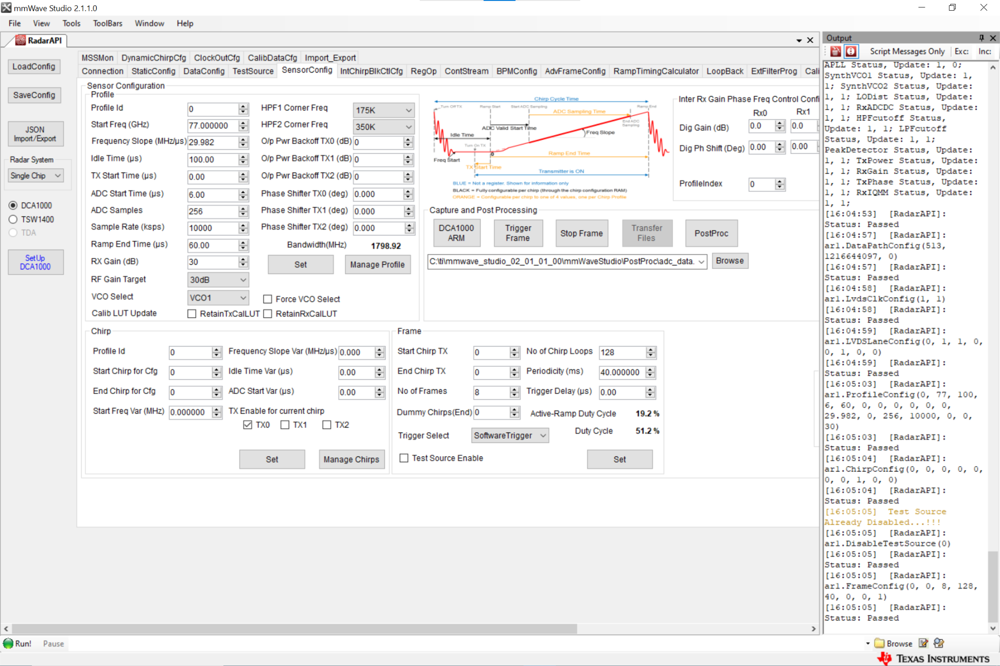 mmWave Studio 2.1.1.0
File View Tools ToolBars Window Help
RadarAPI
LoadConfig
SaveConfig
JSON
Import/Export
Radar System
Single Chip
DCA1000
TSW1400
TDA
SetUp
DCA1000
MSSMon DynamicChirpCfg ClockOutCfg CalibDataCfg Import_Export
Connection StaticConfig DataConfig TestSource SensorConfig IntChirpBlkCtlCfg RegOp ContStream BPMConfig AdvFrameConfig RampTimingCalculator LoopBack ExtFilterProg Cali
Sensor Configuration
Profile
Profile Id 0 HPF1 Corner Freq 175K
Start Freq (GHz) 77.000000 HPF2 Corner Freq 350K
Frequency Slope (MHz/µs) 29.982 O/p Pwr Backoff TX0 (dB) 0
Idle Time (µs) 100.00 O/p Pwr Backoff TX1 (dB) 0
TX Start Time (µs) 0.00 O/p Pwr Backoff TX2 (dB) 0
ADC Start Time (µs) 6.00 Phase Shifter TX0 (deg) 0.000
ADC Samples 256 Phase Shifter TX1 (deg) 0.000
Sample Rate (ksps) 10000 Phase Shifter TX2 (deg) 0.000
Ramp End Time (µs) 60.00 Bandwidth(MHz) 1798.92
RX Gain (dB) 30 Set Manage Profile
RF Gain Target 30dB
VCO Select VCO1 Force VCO Select
Calib LUT Update RetainTxCalLUT RetainRxCalLUT
Chirp Cycle Time
Turn Off TX Ramp Start Start ADC Sampling Ramp End
ADC Sampling Time
End ADC
Sampling
ADC Valid Start Time
Freq Slope
Idle Time
Turn On TX
0
Ramp End Time
Freq Start
TX Start Time
Transmitter is ON
BLUE = Not a register. Shown for information only
BLACK = Fully configurable per chirp (through the chirp configuration RAM)
ORANGE = Configurable per chirp to one of 4 values, one per Chirp Profile
Inter Rx Gain Phase Freq Control Confi
Rx0 Rx1
Dig Gain (dB) 0.0 0.0
Dig Ph Shift (Deg) 0.00 0.00
ProfileIndex 0
Capture and Post Processing
DCA1000
ARM
Trigger
Frame
Stop Frame
Transfer
Files
PostProc
C:\ti\mmwave_studio_02_01_01_00\mmWaveStudio\PostProc\adc_data. Browse
Chirp
Profile Id 0 Frequency Slope Var (MHz/µs) 0.000
Start Chirp for Cfg 0 Idle Time Var (µs) 0.00
End Chirp for Cfg 0 ADC Start Var (µs) 0.00
Start Freq Var (MHz) 0.000000 TX Enable for current chirp
TX0 TX1 TX2
Set Manage Chirps
Frame
Start Chirp TX 0 No of Chirp Loops 128
End Chirp TX 0 Periodicity (ms) 40.000000
No of Frames 8 Trigger Delay (µs) 0.00
Dummy Chirps(End) 0 Active-Ramp Duty Cycle 19.2 %
Trigger Select SoftwareTrigger Duty Cycle 51.2 %
Test Source Enable Set
Output
Script Messages Only Exc: Inc:
APLL Status, Update: 1, 0;
SynthVCO1 Status, Update: 1,
1; SynthVCO2 Status, Update:
1, 1; LODist Status, Update:
1, 1; RxADCDC Status, Update:
1, 1; HPFcutoff Status,
Update: 1, 1; LPFcutoff
Status, Update: 1, 1;
PeakDetector Status, Update:
1, 1; TxPower Status, Update:
1, 1; RxGain Status, Update:
1, 1; TxPhase Status, Update:
1, 1; RxIQMM Status, Update:
1, 1;
[16:04:53] [RadarAPI]:
Status: Passed
[16:04:57] [RadarAPI]:
ar1.DataPathConfig(513,
1216644097, 0)
[16:04:57] [RadarAPI]:
Status: Passed
[16:04:58] [RadarAPI]:
ar1.LvdsClkConfig(1, 1)
[16:04:58] [RadarAPI]:
Status: Passed
[16:04:59] [RadarAPI]:
ar1.LVDSLaneConfig(0, 1, 1, 0,
0, 1, 0, 0)
[16:04:59] [RadarAPI]:
Status: Passed
[16:05:03] [RadarAPI]:
ar1.ProfileConfig(0, 77, 100,
6, 60, 0, 0, 0, 0, 0, 0,
29.982, 0, 256, 10000, 0, 0,
30)
[16:05:03] [RadarAPI]:
Status: Passed
[16:05:04] [RadarAPI]:
ar1.ChirpConfig(0, 0, 0, 0, 0,
0, 0, 1, 0, 0)
[16:05:04] [RadarAPI]:
Status: Passed
[16:05:05] Test Source
Already Disabled...!!!
[16:05:05] [RadarAPI]:
ar1.DisableTestSource(0)
[16:05:05] [RadarAPI]:
Status: Passed
[16:05:05] [RadarAPI]:
ar1.FrameConfig(0, 0, 8, 128,
40, 0, 0, 1)
[16:05:05] [RadarAPI]:
Status: Passed
Run! Pause
Browse
TEXAS INSTRUMENTS